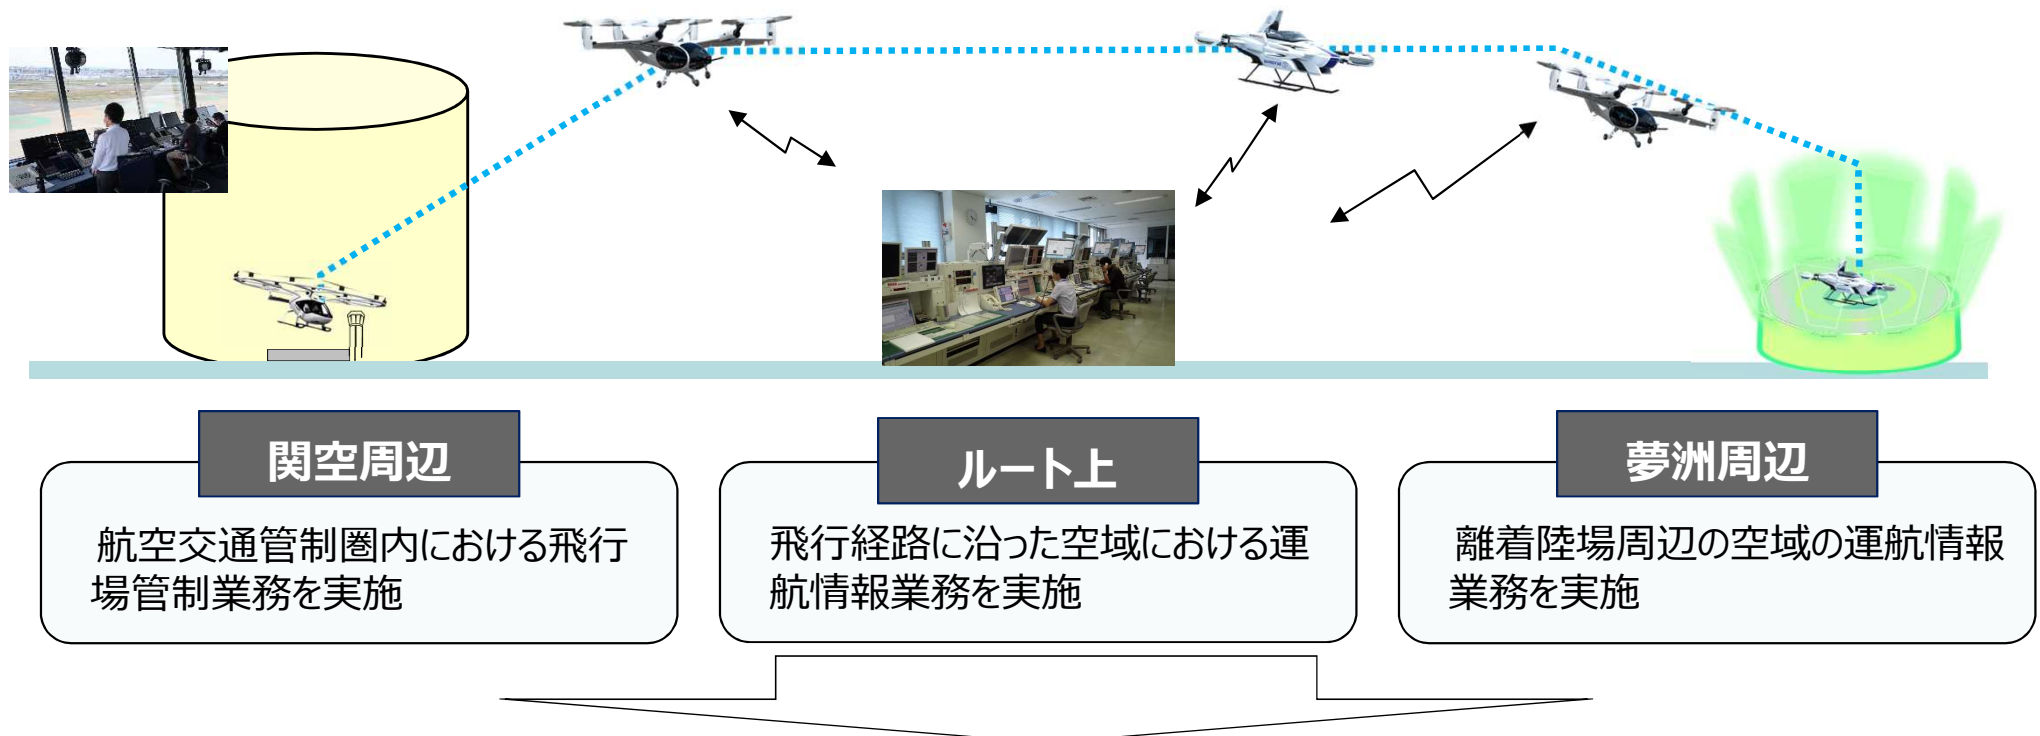 関空周辺
航空交通管制圏内における飛行
場管制業務を実施
ルート上
飛行経路に沿った空域における運
航情報業務を実施
夢洲周辺
離着陸場周辺の空域の運航情報
業務を実施